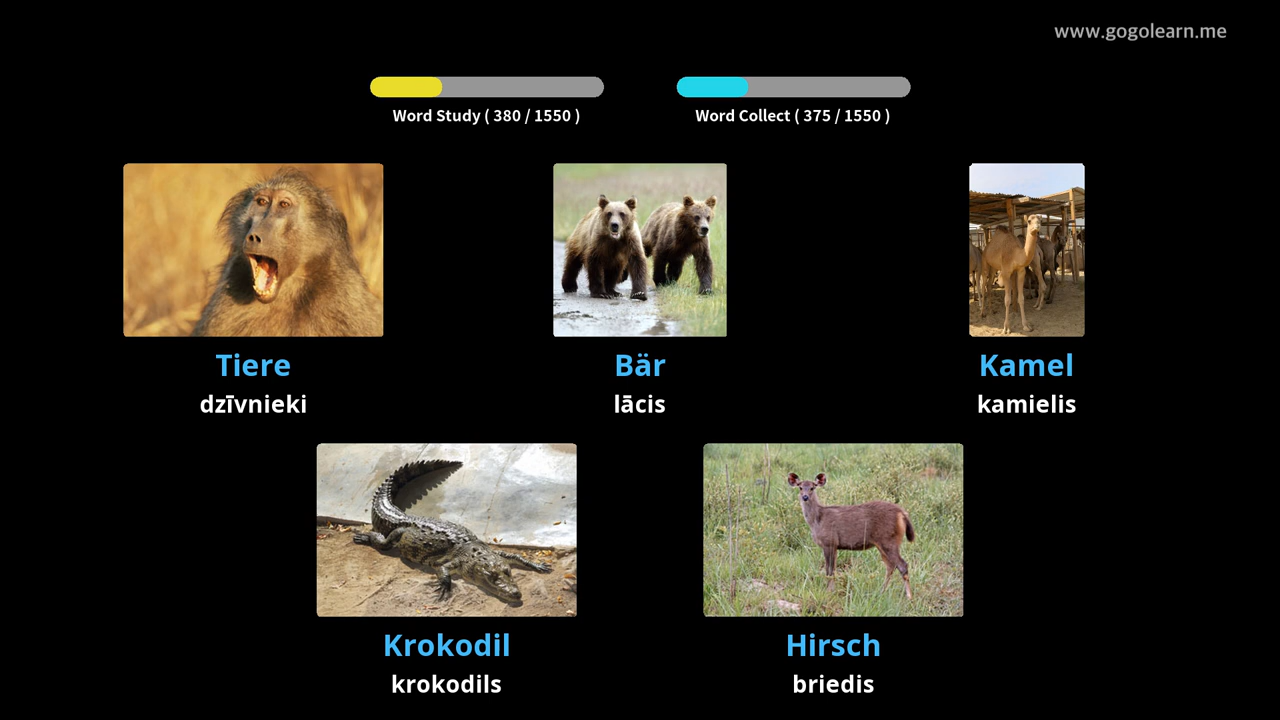 www.gogolearn.me
Word Study ( 380 / 1550 )
Word Collect ( 375 / 1550 )
Tiere
dzīvnieki
Bär
lācis
Kamel
kamielis
Krokodil
krokodils
Hirsch
briedis